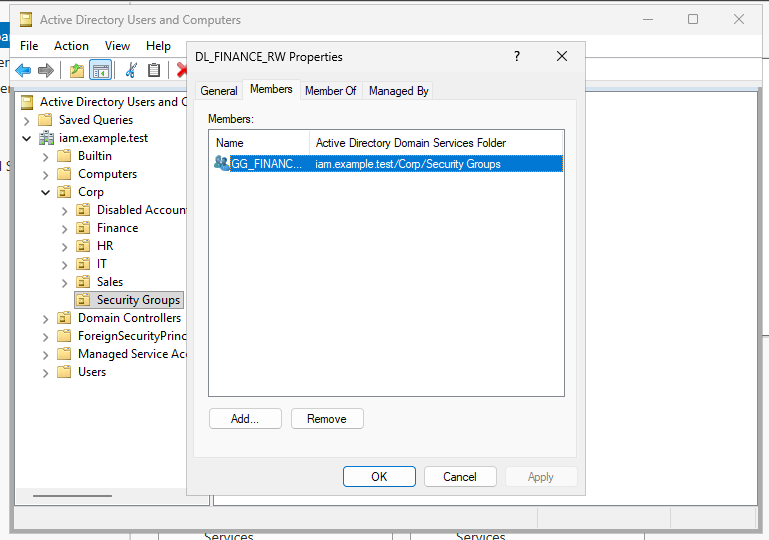 Active Directory Users and Computers
File Action View Help
DL_FINANCE_RW Properties
?
General Members Member Of Managed By
Members:
Name Active Directory Domain Services Folder
GG_FINANC... iam.example.test/Corp/Security Groups
Add... Remove
OK Cancel Apply
Active Directory Users and C
Saved Queries
iam.example.test
Builtin
Computers
Corp
Disabled Accoun
Finance
HR
IT
Sales
Security Groups
Domain Controllers
ForeignSecurityPrinc
Managed Service Acc
Users
Services
Services